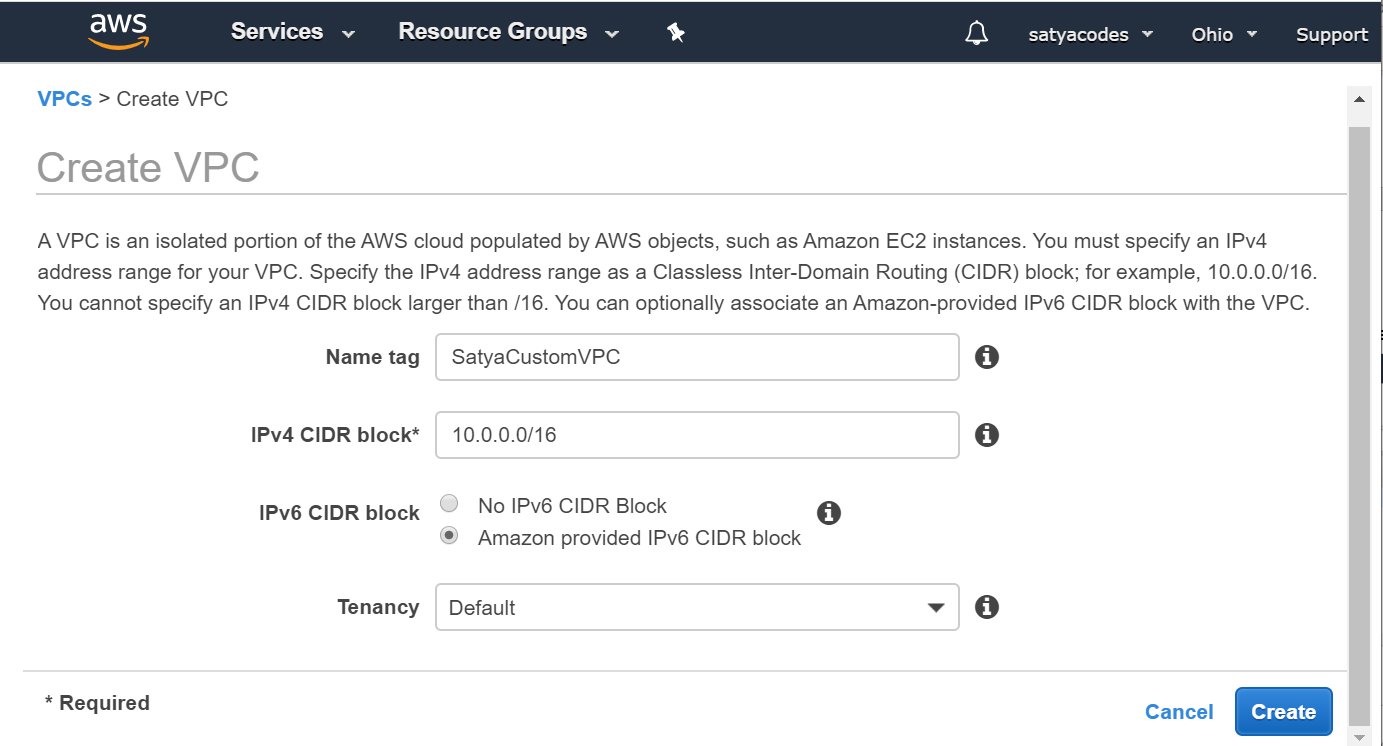 aws Services Resource Groups satyacodes Ohio Support
VPCs > Create VPC
Create VPC
A VPC is an isolated portion of the AWS cloud populated by AWS objects, such as Amazon EC2 instances. You must specify an IPv4
address range for your VPC. Specify the IPv4 address range as a Classless Inter-Domain Routing (CIDR) block; for example, 10.0.0.0/16.
You cannot specify an IPv4 CIDR block larger than /16. You can optionally associate an Amazon-provided IPv6 CIDR block with the VPC.
Name tag SatyaCustomVPC
IPv4 CIDR block* 10.0.0.0/16
IPv6 CIDR block No IPv6 CIDR Block
Amazon provided IPv6 CIDR block
Tenancy Default
* Required
Cancel Create